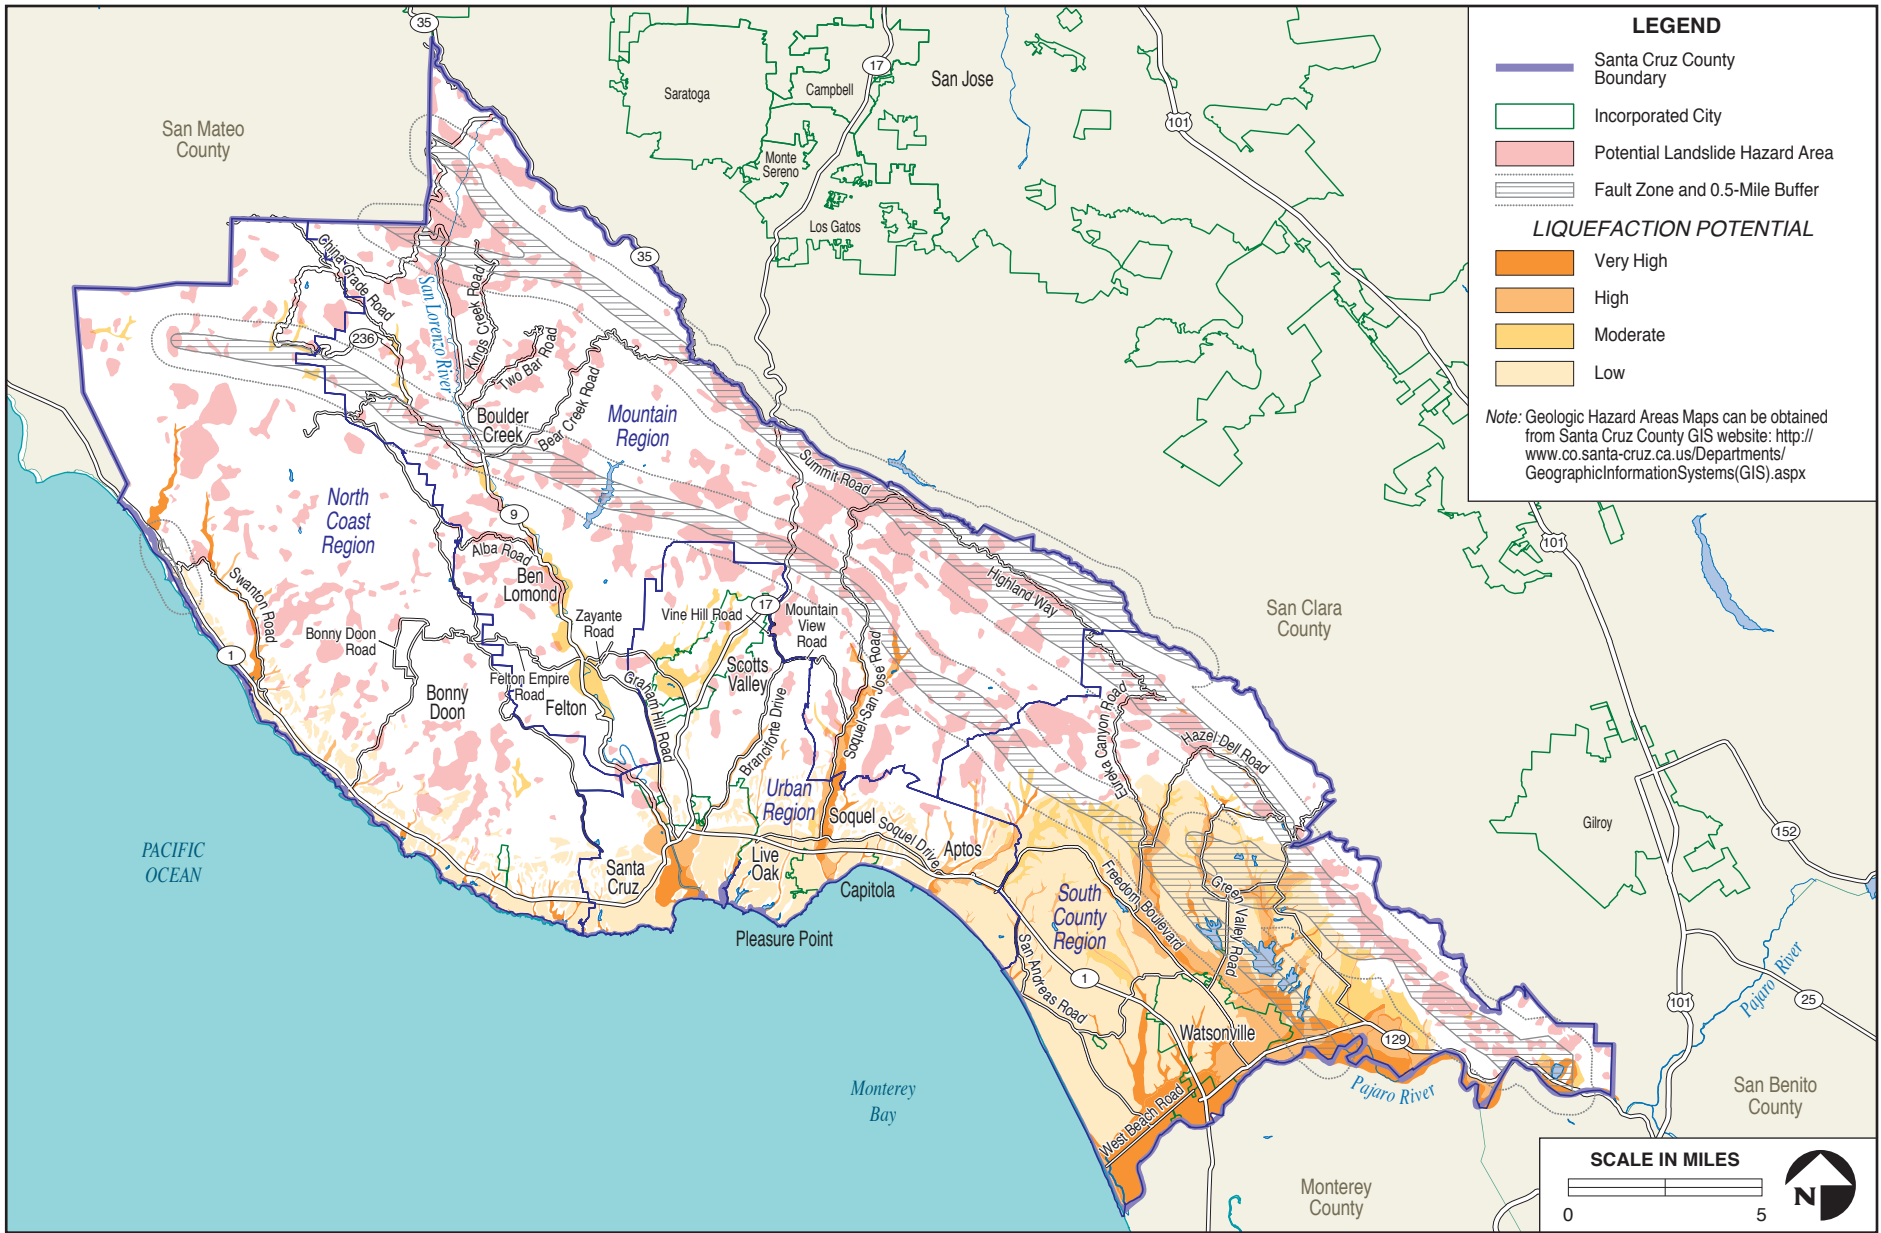 35
17
San Jose
Saratoga
Campbell
Monte
Sereno
Los Gatos
101
San Mateo
County
35
LEGEND
Santa Cruz County
Boundary
Incorporated City
Potential Landslide Hazard Area
Fault Zone and 0.5-Mile Buffer
LIQUEFACTION POTENTIAL
Very High
High
Moderate
Low
Note: Geologic Hazard Areas Maps can be obtained
from Santa Cruz County GIS website: http://
www.co.santa-cruz.ca.us/Departments/
GeographicInformationSystems(GIS).aspx
China Grade Road
San Lorenzo River
Kings Creek Road
236
Two Bar Road
Bear Creek Road
Boulder
Creek
Mountain
Region
Summit Road
North
Coast
Region
9
Alba Road
Ben
Lomond
Highland Way
101
Swanton Road
Zayante
Road
Vine Hill Road
17
Mountain
View
Road
San Clara
County
Bonny Doon
Road
1
Felton Empire
Road
Bonny
Doon
Felton
Graham Hill Road
Scotts
Valley
Branciforte Drive
Soquel-San Jose Road
Eureka Canyon Road
Hazel Dell Road
Urban
Region
Soquel
Soquel Drive
Aptos
Live
Oak
Santa
Cruz
Capitola
Pleasure Point
Gilroy
152
PACIFIC
OCEAN
South
County
Region
Freedom Boulevard
Green Valley Road
San Andreas Road
1
Watsonville
129
West Beach Road
Pajaro River
101
25
Pajaro River
Monterey
Bay
San Benito
County
Monterey
County
SCALE IN MILES
0
5
N